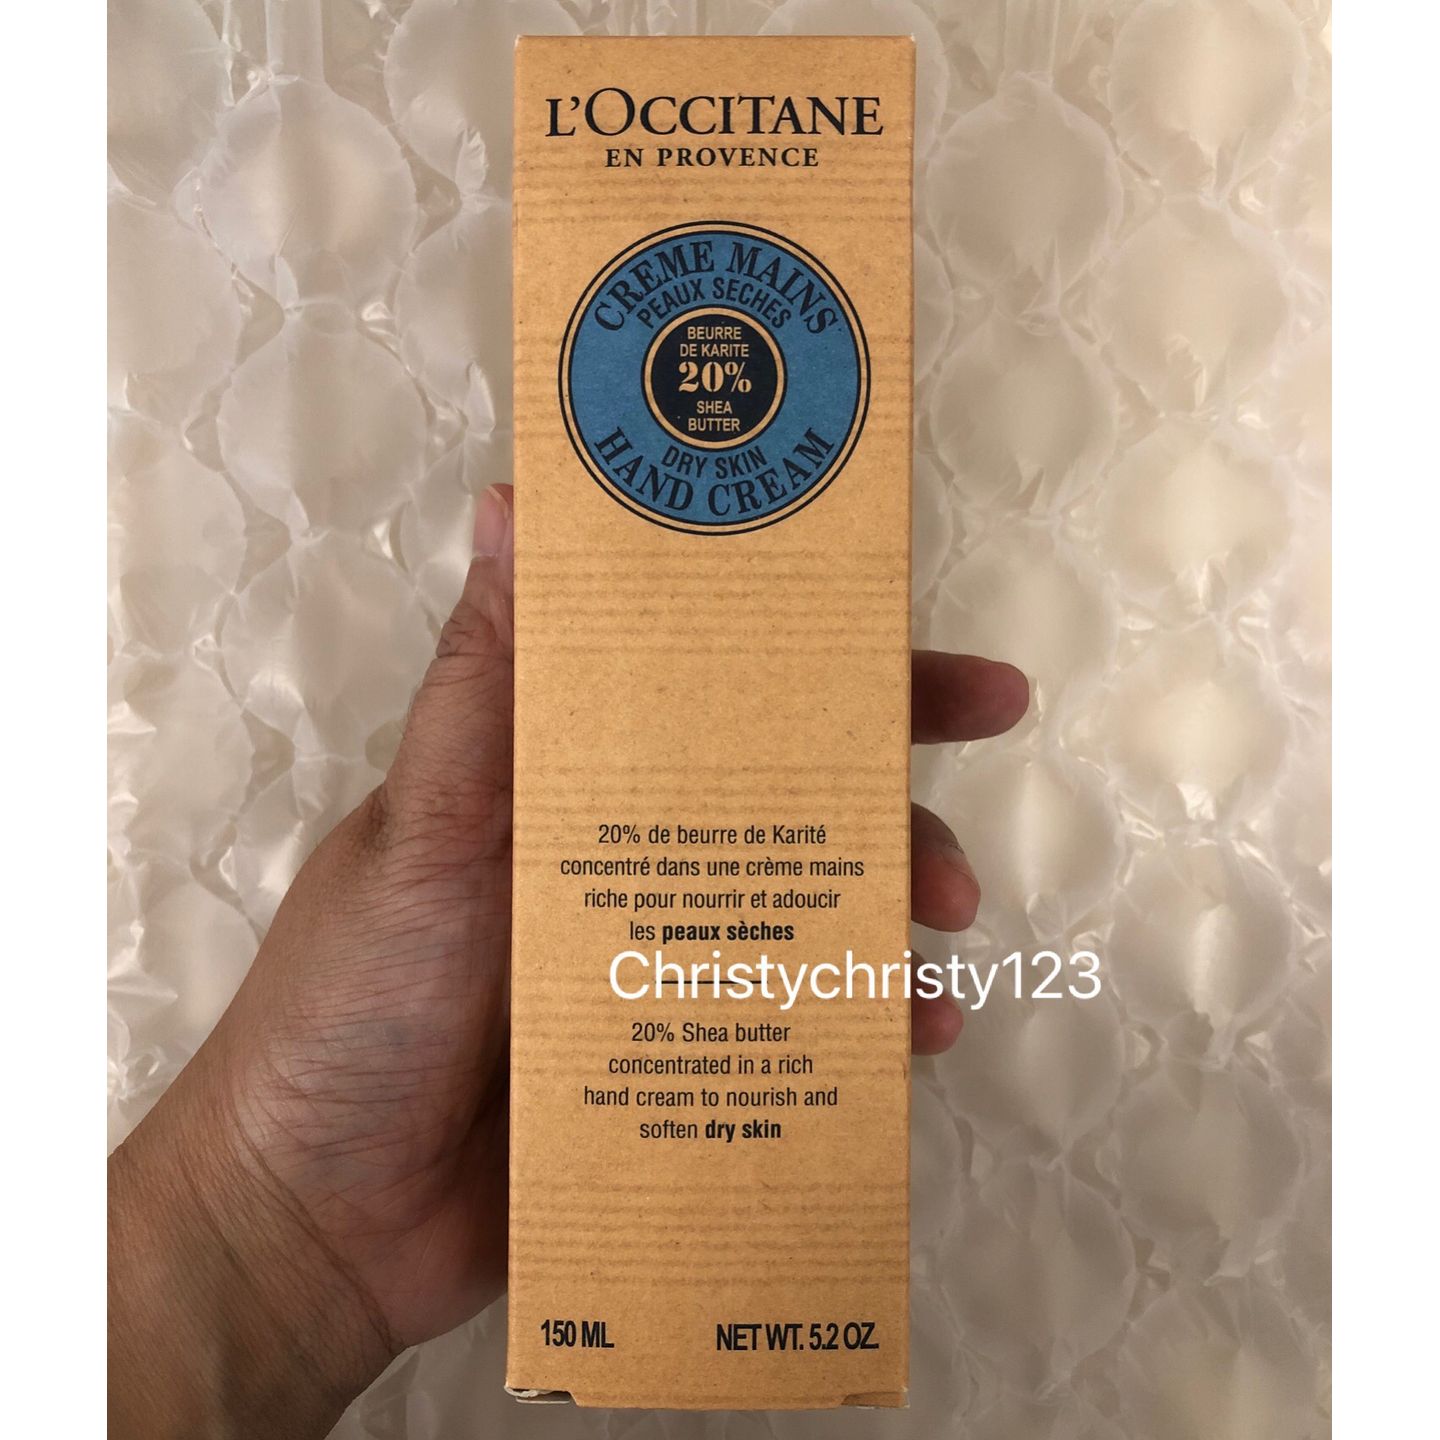 L'OCCITANE
EN PROVENCE
CREME MAINS
PEAUX SECHES
BEURRE
DE KARITE
20%
SHEA
BUTTER
DRY SKIN
HAND CREAM
20% de beurre de Karité
concentré dans une crème mains
riche pour nourrir et adoucir
les peaux sèches
Christychristy123
20% Shea butter
concentrated in a rich
hand cream to nourish and
soften dry skin
150 ML NET WT. 5.2 OZ.